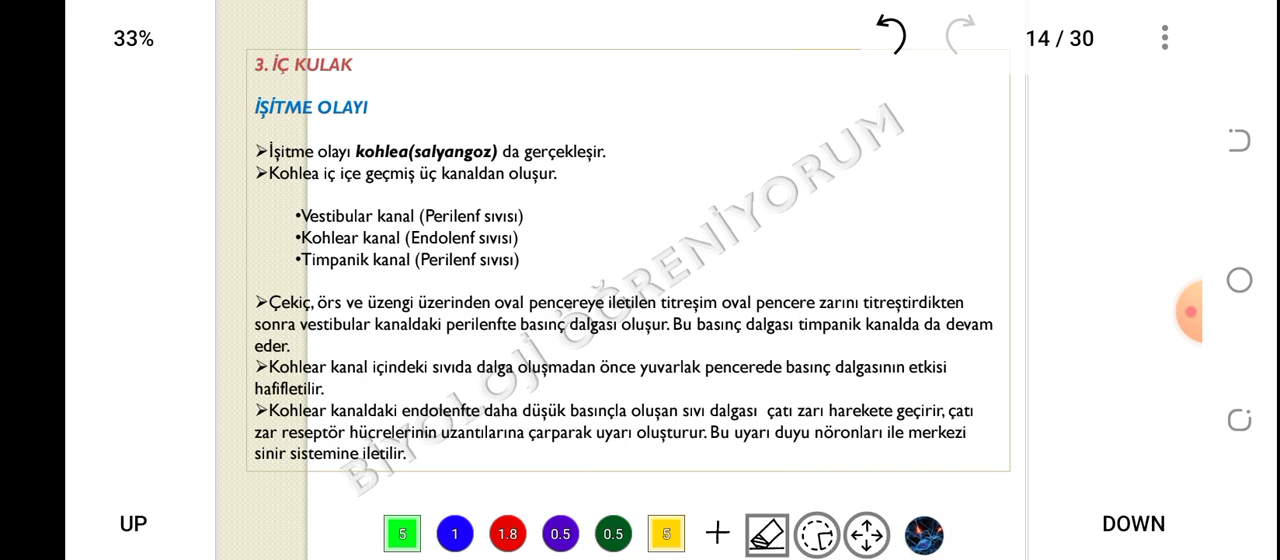 33%
14 / 30
3. İÇ KULAK
İŞİTME OLAYI
➢İşitme olayı kohlea(salyangoz) da gerçekleşir.
➢Kohlea iç içe geçmiş üç kanaldan oluşur.
•Vestibular kanal (Perilenf sıvısı)
•Kohlear kanal (Endolenf sıvısı)
•Timpanik kanal (Perilenf sıvısı)
➢Çekiç, örs ve üzengi üzerinden oval pencereye iletilen titreşim oval pencere zarını titreştirdikten
sonra vestibular kanaldaki perilenfte basınç dalgası oluşur. Bu basınç dalgası timpanik kanalda da devam
eder.
➢Kohlear kanal içindeki sıvıda dalga oluşmadan önce yuvarlak pencerede basınç dalgasının etkisi
hafifletilir.
➢Kohlear kanaldaki endolenfte daha düşük basınçla oluşan sıvı dalgası çatı zarı harekete geçirir, çatı
zar reseptör hücrelerinin uzantılarına çarparak uyarı oluşturur. Bu uyarı duyu nöronları ile merkezi
sinir sistemine iletilir.
BİYOLOJİ ÖĞRENİYORUM
UP
5 1 1.8 0.5 0.5 5
DOWN